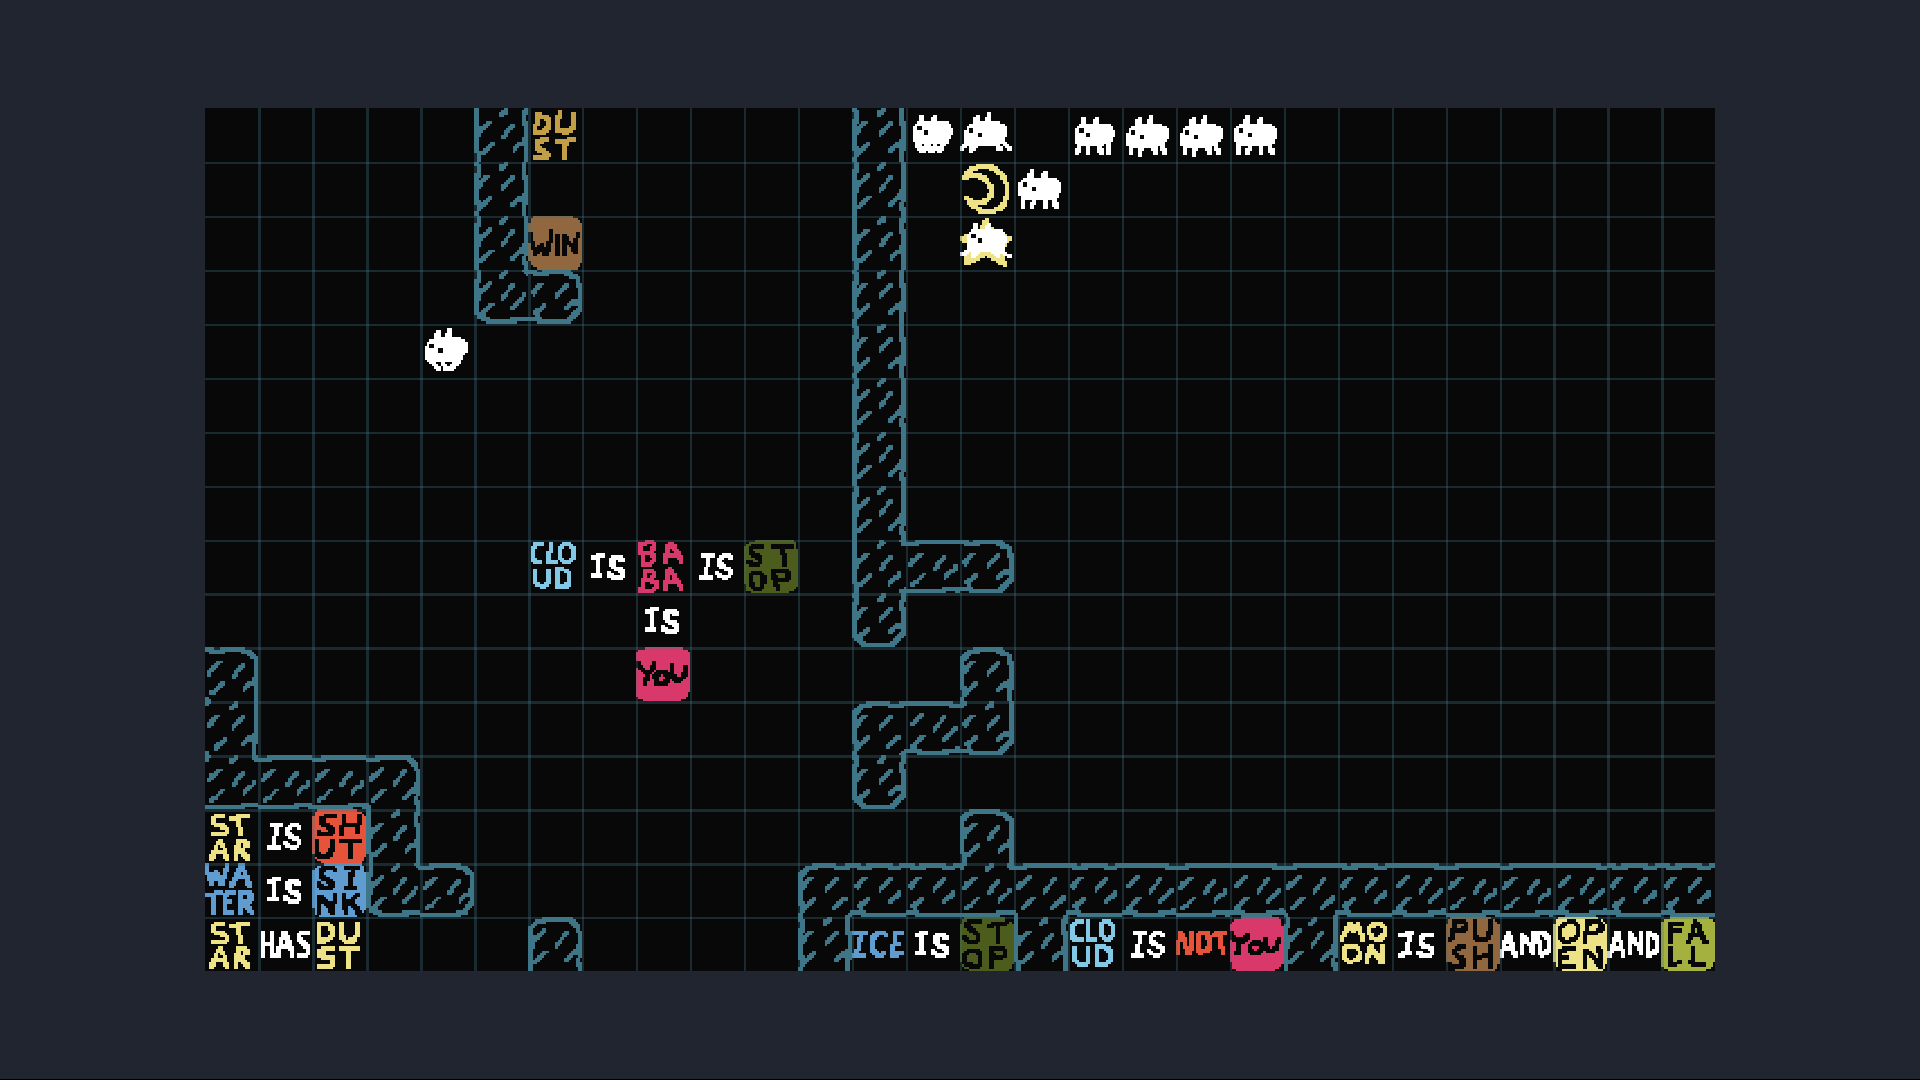 DUST
WIN
CLOUD IS BABA IS STOP
IS
YOU
STAR IS SHUT
WATER IS SINK
STAR HAS DUST
ICE IS STOP CLOUD IS NOT YOU MOON IS PUSH AND OPEN AND FALL